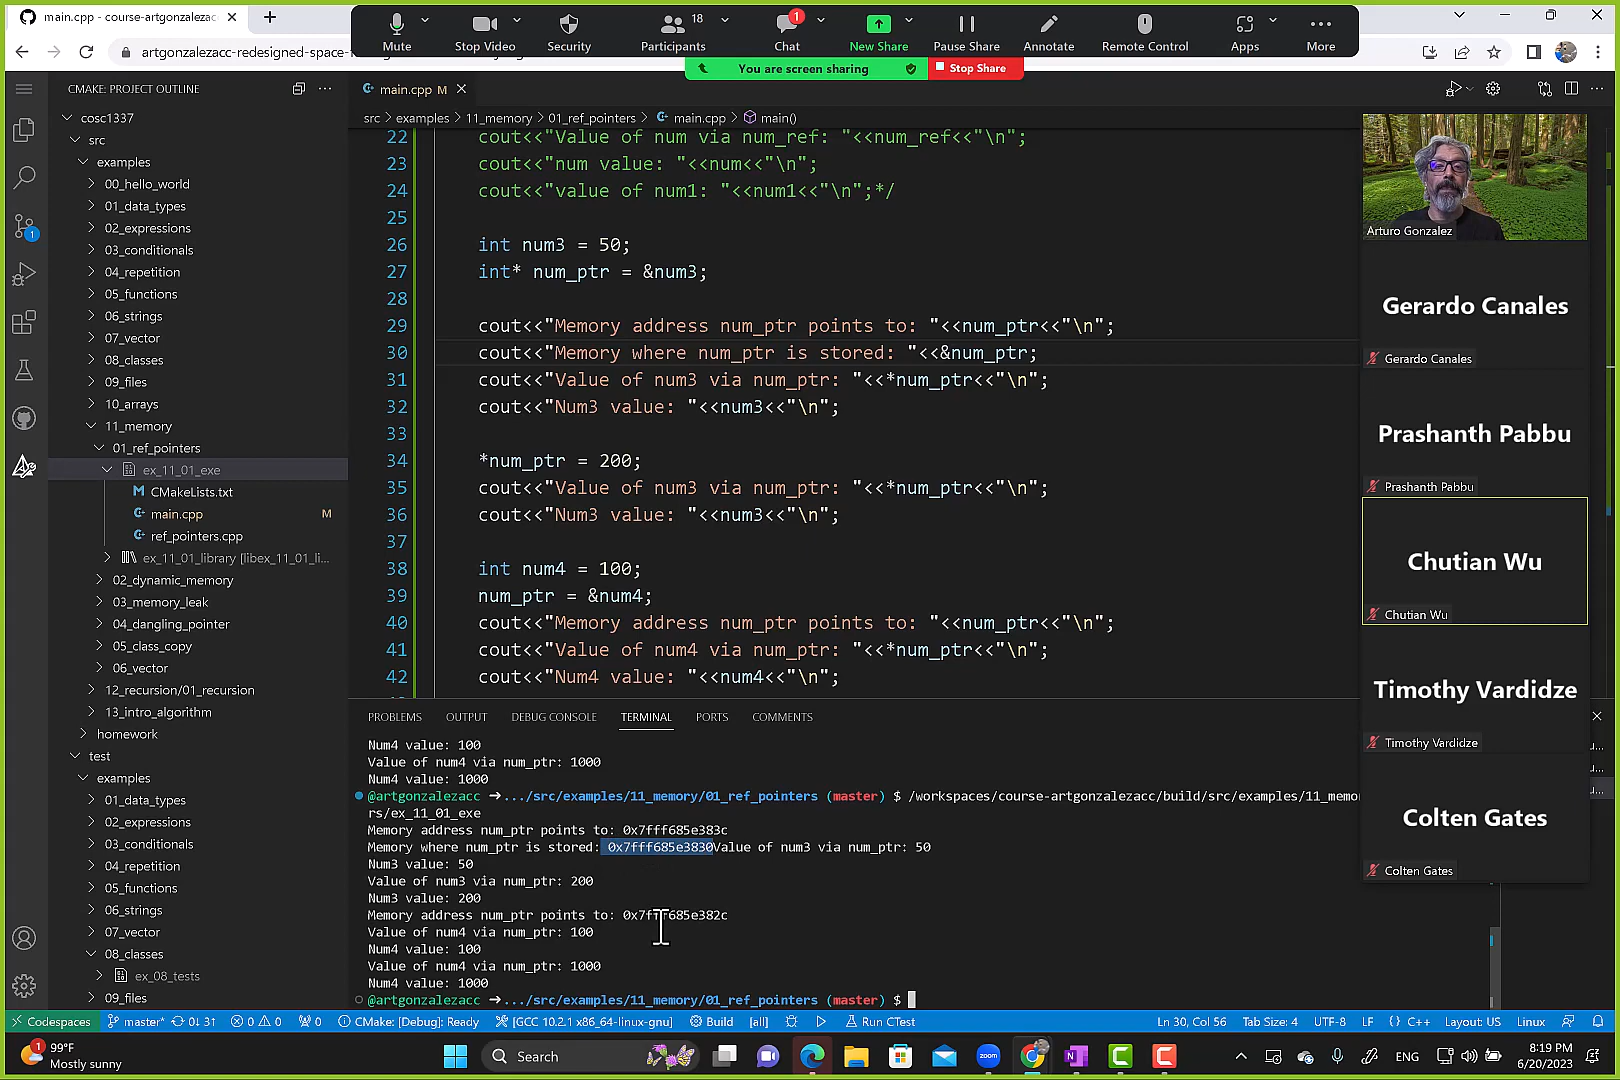 main.cpp - course-artgonzalezac
Mute
Stop Video
Security
18
Participants
1
Chat
New Share
Pause Share
Annotate
Remote Control
Apps
More
artgonzalezacc-redesigned-space-
You are screen sharing
Stop Share
CMAKE: PROJECT OUTLINE
main.cpp M
src > examples > 11_memory > 01_ref_pointers > main.cpp > main()
cosc1337
src
examples
00_hello_world
01_data_types
02_expressions
03_conditionals
04_repetition
05_functions
06_strings
07_vector
08_classes
09_files
10_arrays
11_memory
01_ref_pointers
ex_11_01_exe
CMakeLists.txt
main.cpp M
ref_pointers.cpp
ex_11_01_library [libex_11_01_li...
02_dynamic_memory
03_memory_leak
04_dangling_pointer
05_class_copy
06_vector
12_recursion/01_recursion
13_intro_algorithm
homework
test
examples
01_data_types
02_expressions
03_conditionals
04_repetition
05_functions
06_strings
07_vector
08_classes
ex_08_tests
09_files
22 cout<<"Value of num via num_ref: "<<num_ref<<"\n";
23 cout<<"num value: "<<num<<"\n";
24 cout<<"value of num1: "<<num1<<"\n";*/
25
26 int num3 = 50;
27 int* num_ptr = &num3;
28
29 cout<<"Memory address num_ptr points to: "<<num_ptr<<"\n";
30 cout<<"Memory where num_ptr is stored: "<<&num_ptr;
31 cout<<"Value of num3 via num_ptr: "<<*num_ptr<<"\n";
32 cout<<"Num3 value: "<<num3<<"\n";
33
34 *num_ptr = 200;
35 cout<<"Value of num3 via num_ptr: "<<*num_ptr<<"\n";
36 cout<<"Num3 value: "<<num3<<"\n";
37
38 int num4 = 100;
39 num_ptr = &num4;
40 cout<<"Memory address num_ptr points to: "<<num_ptr<<"\n";
41 cout<<"Value of num4 via num_ptr: "<<*num_ptr<<"\n";
42 cout<<"Num4 value: "<<num4<<"\n";
PROBLEMS OUTPUT DEBUG CONSOLE TERMINAL PORTS COMMENTS
Num4 value: 100
Value of num4 via num_ptr: 1000
Num4 value: 1000
@artgonzalezacc →.../src/examples/11_memory/01_ref_pointers (master) $ /workspaces/course-artgonzalezacc/build/src/examples/11_memo
rs/ex_11_01_exe
Memory address num_ptr points to: 0x7fff685e383c
Memory where num_ptr is stored: 0x7fff685e3830Value of num3 via num_ptr: 50
Num3 value: 50
Value of num3 via num_ptr: 200
Num3 value: 200
Memory address num_ptr points to: 0x7fff685e382c
Value of num4 via num_ptr: 100
Num4 value: 100
Value of num4 via num_ptr: 1000
Num4 value: 1000
@artgonzalezacc →.../src/examples/11_memory/01_ref_pointers (master) $
Arturo Gonzalez
Gerardo Canales
Gerardo Canales
Prashanth Pabbu
Prashanth Pabbu
Chutian Wu
Chutian Wu
Timothy Vardidze
Timothy Vardidze
Colten Gates
Colten Gates
1
Codespaces master* 0↓ 3↑ 0 0 0 CMake: [Debug]: Ready [GCC 10.2.1 x86_64-linux-gnu] Build [all] Run CTest Ln 30, Col 56 Tab Size: 4 UTF-8 LF {} C++ Layout: US Linux
1
99°F
Mostly sunny
Search
zoom
ENG
8:19 PM
6/20/2023